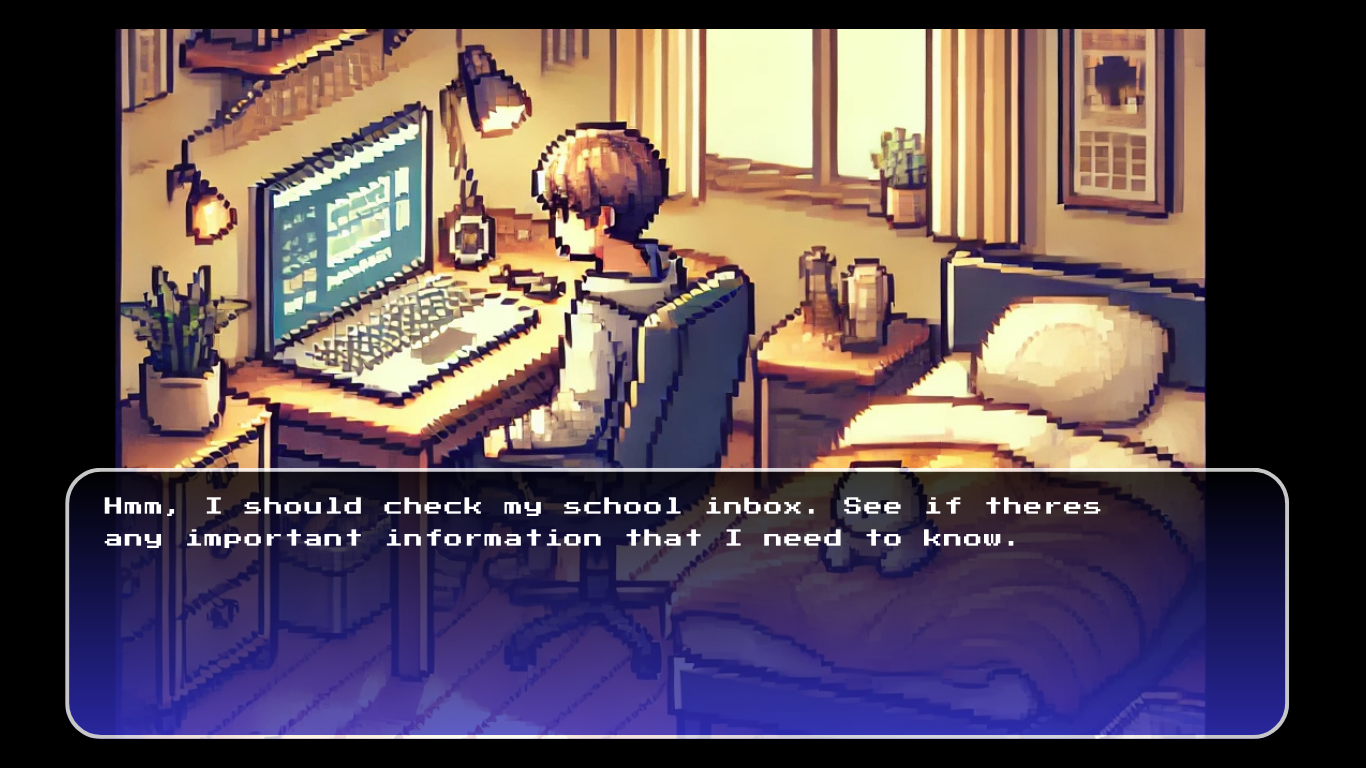 Hmm, I should check my school inbox. See if theres
any important information that I need to know.